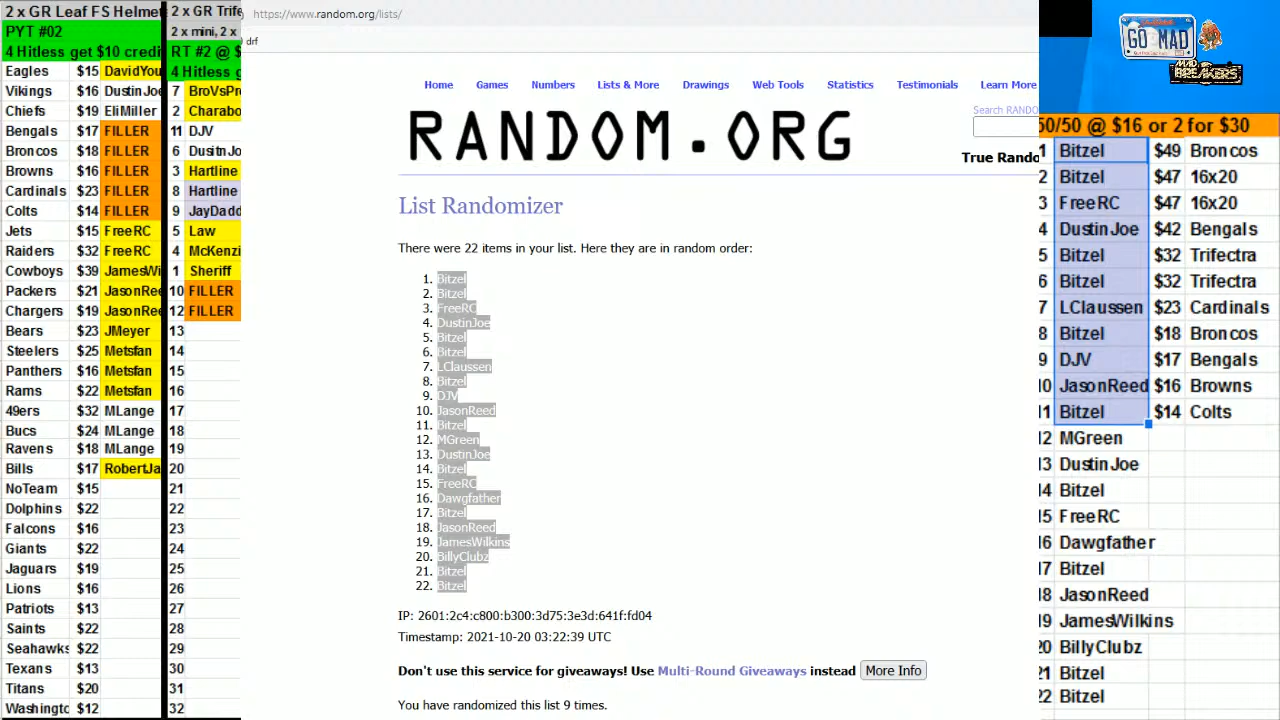 2 x GR Leaf FS Helmet
PYT #02
4 Hitless get $10 credi
Eagles $15 DavidYou
Vikings $16 DustinJoe
Chiefs $19 EliMiller
Bengals $17 FILLER
Broncos $18 FILLER
Browns $16 FILLER
Cardinals $23 FILLER
Colts $14 FILLER
Jets $15 FreeRC
Raiders $32 FreeRC
Cowboys $39 JamesWi
Packers $21 JasonRee
Chargers $19 JasonRee
Bears $23 JMeyer
Steelers $25 Metsfan
Panthers $16 Metsfan
Rams $22 Metsfan
49ers $32 MLange
Bucs $24 MLange
Ravens $18 MLange
Bills $17 RobertJa
NoTeam $15
Dolphins $22
Falcons $16
Giants $22
Jaguars $19
Lions $16
Patriots $13
Saints $22
Seahawks $22
Texans $13
Titans $20
Washingto $12
2 x GR Trife
2 x mini, 2 x
RT #2 @ $
4 Hitless g
7 BroVsPr
2 Charabo
11 DJV
6 DusitnJo
3 Hartline
8 Hartline
9 JayDadd
5 Law
4 McKenzi
1 Sheriff
10 FILLER
12 FILLER
13
14
15
16
17
18
19
20
21
22
23
24
25
26
27
28
29
30
31
32
https://www.random.org/lists/
drf
Home Games Numbers Lists & More Drawings Web Tools Statistics Testimonials Learn More
Search RANDO
RANDOM.ORG
True Rando
List Randomizer
There were 22 items in your list. Here they are in random order:
1. Bitzel
2. Bitzel
3. FreeRC
4. DustinJoe
5. Bitzel
6. Bitzel
7. LClaussen
8. Bitzel
9. DJV
10. JasonReed
11. Bitzel
12. MGreen
13. DustinJoe
14. Bitzel
15. FreeRC
16. Dawgfather
17. Bitzel
18. JasonReed
19. JamesWilkins
20. BillyClubz
21. Bitzel
22. Bitzel
IP: 2601:2c4:c800:b300:3d75:3e3d:641f:fd04
Timestamp: 2021-10-20 03:22:39 UTC
Don't use this service for giveaways! Use Multi-Round Giveaways instead More Info
You have randomized this list 9 times.
GO MAD
MAD BREAKERS
50/50 @ $16 or 2 for $30
1 Bitzel $49 Broncos
2 Bitzel $47 16x20
3 FreeRC $47 16x20
4 DustinJoe $42 Bengals
5 Bitzel $32 Trifectra
6 Bitzel $32 Trifectra
7 LClaussen $23 Cardinals
8 Bitzel $18 Broncos
9 DJV $17 Bengals
10 JasonReed $16 Browns
11 Bitzel $14 Colts
12 MGreen
13 DustinJoe
14 Bitzel
15 FreeRC
16 Dawgfather
17 Bitzel
18 JasonReed
19 JamesWilkins
20 BillyClubz
21 Bitzel
22 Bitzel